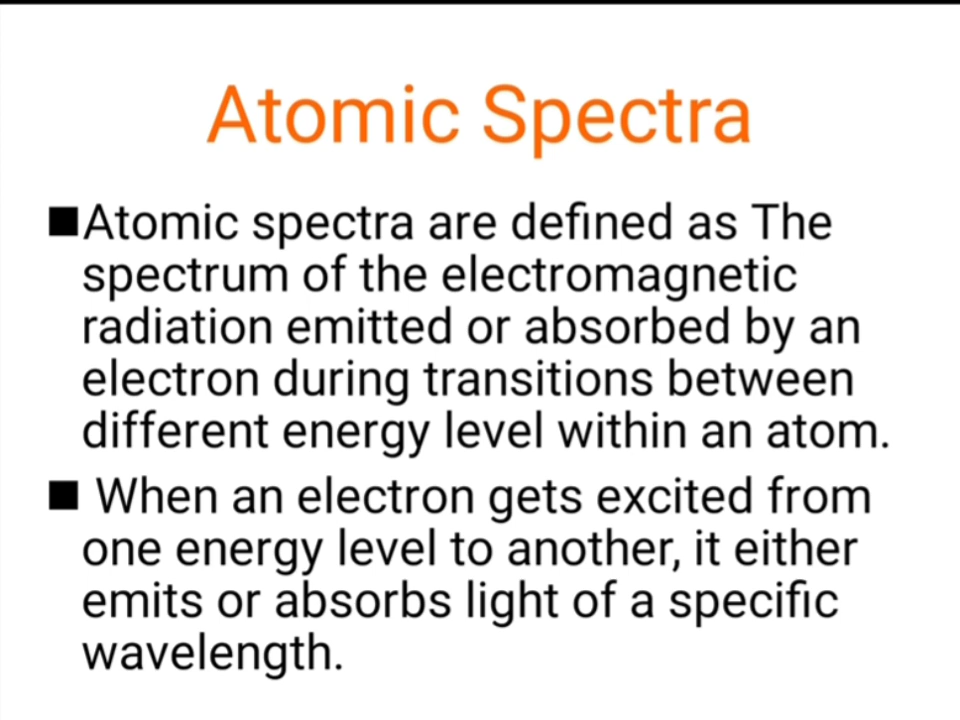 Atomic Spectra
■Atomic spectra are defined as The
spectrum of the electromagnetic
radiation emitted or absorbed by an
electron during transitions between
different energy level within an atom.
■ When an electron gets excited from
one energy level to another, it either
emits or absorbs light of a specific
wavelength.